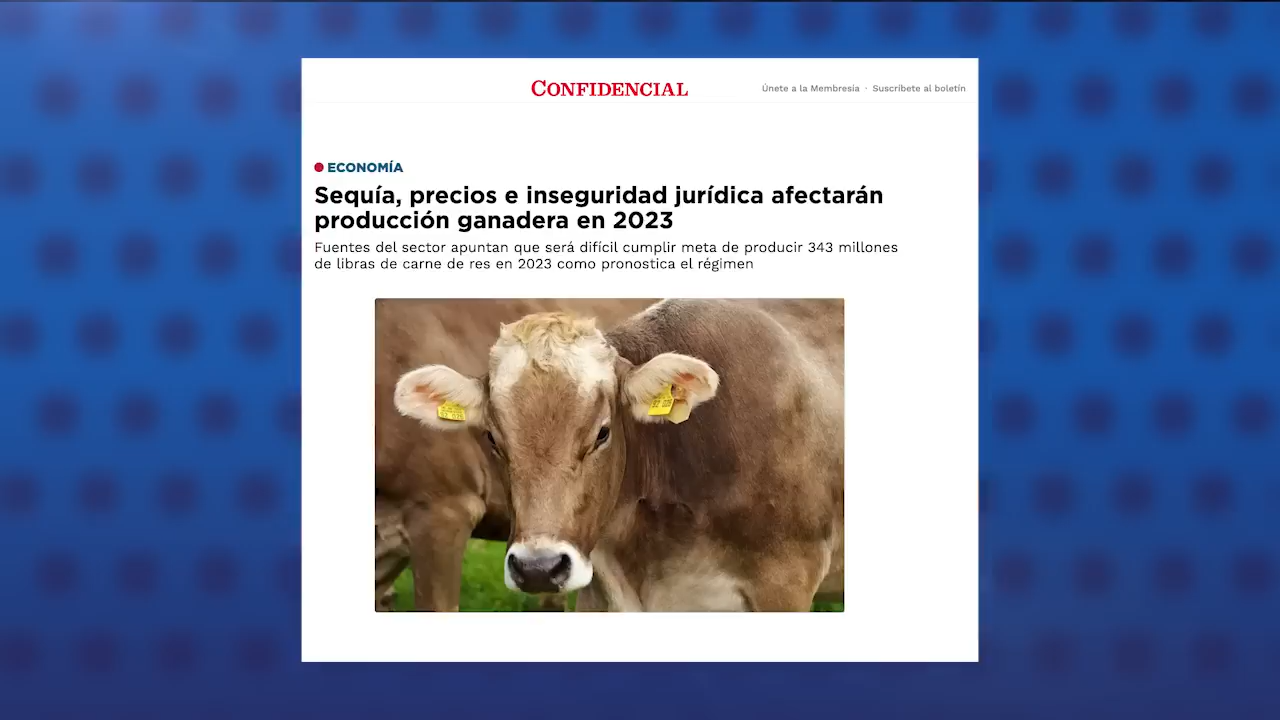 CONFIDENCIAL
Únete a la Membresía · Suscríbete al boletín
ECONOMÍA
Sequía, precios e inseguridad jurídica afectarán
producción ganadera en 2023
Fuentes del sector apuntan que será difícil cumplir meta de producir 343 millones
de libras de carne de res en 2023 como pronostica el régimen